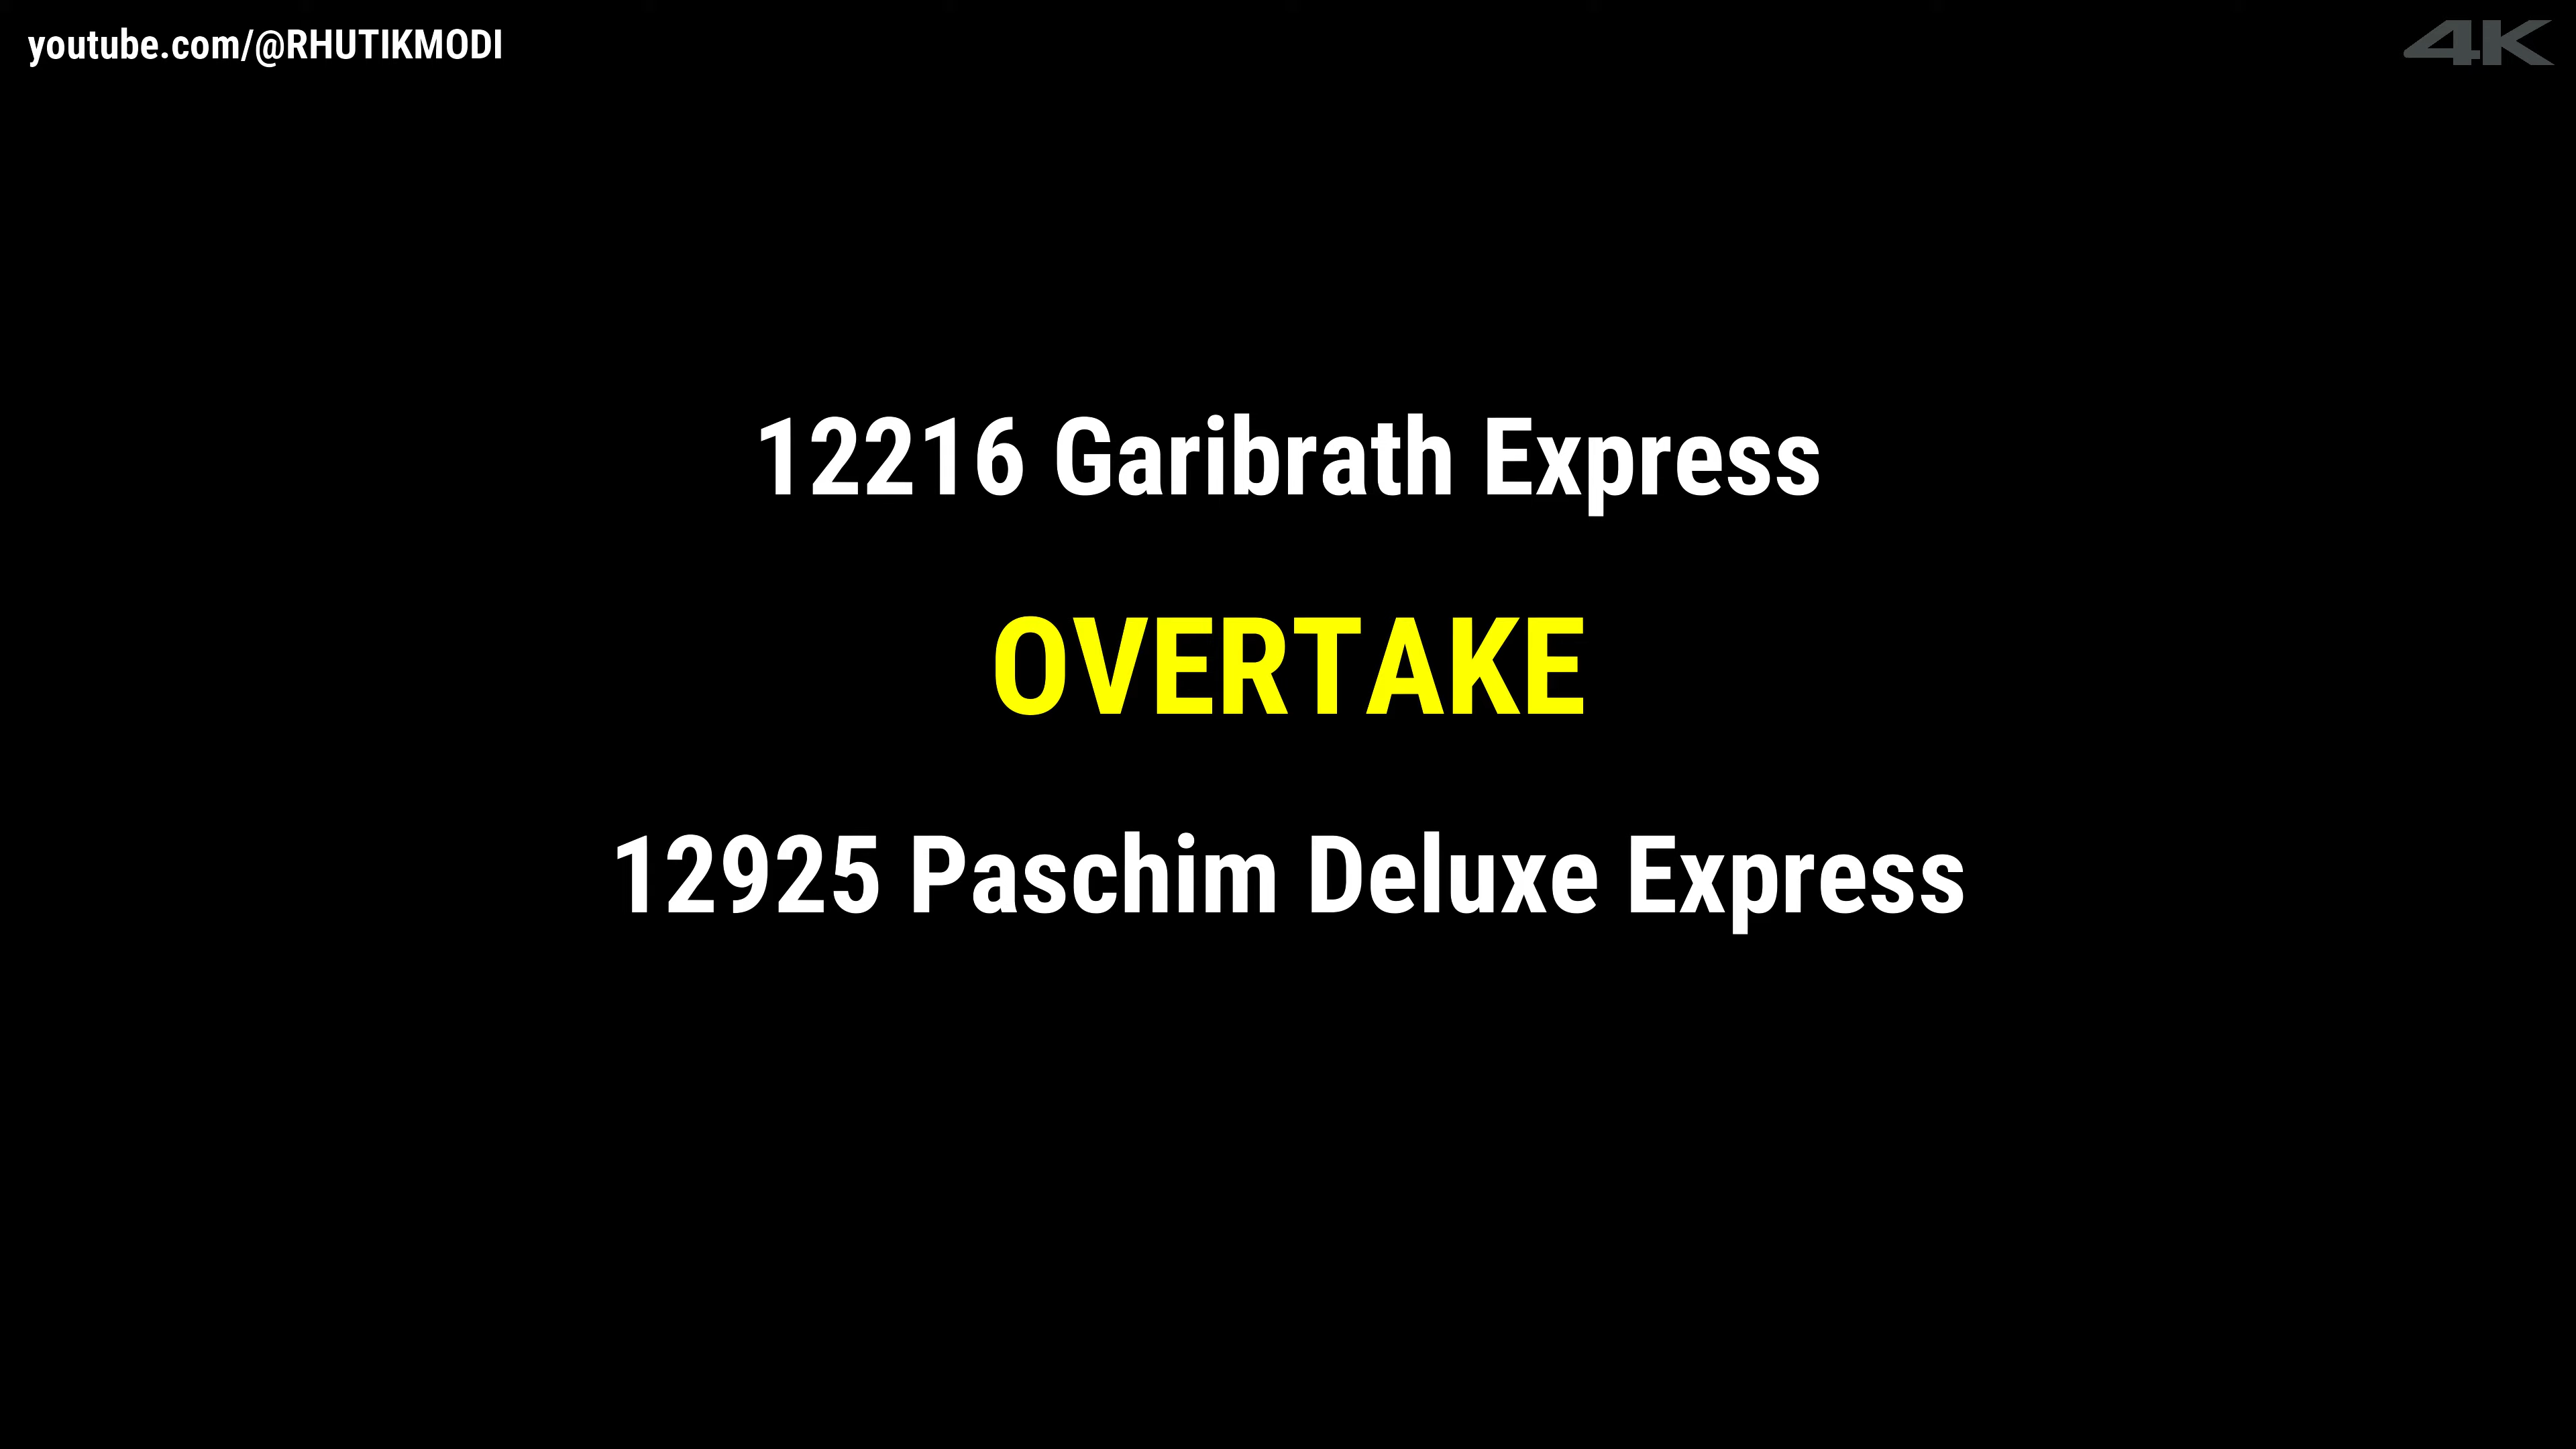 youtube.com/@RHUTIKMODI
4K
12216 Garibrath Express
OVERTAKE
12925 Paschim Deluxe Express